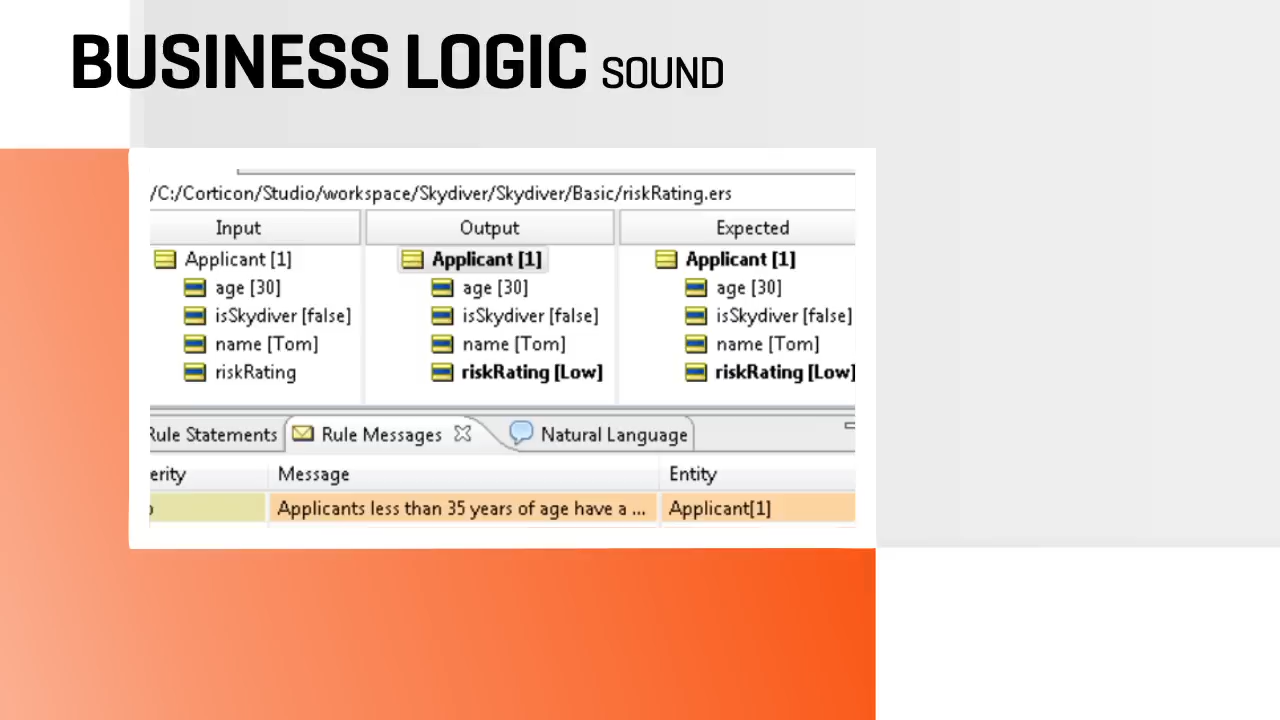 BUSINESS LOGIC SOUND
/C:/Corticon/Studio/workspace/Skydiver/Skydiver/Basic/riskRating.ers
Input Output Expected
Applicant [1] Applicant [1] Applicant [1]
age [30] age [30] age [30]
isSkydiver [false] isSkydiver [false] isSkydiver [false]
name [Tom] name [Tom] name [Tom]
riskRating riskRating [Low] riskRating [Low]
Rule Statements Rule Messages Natural Language
erity Message Entity
Applicants less than 35 years of age have a ... Applicant[1]